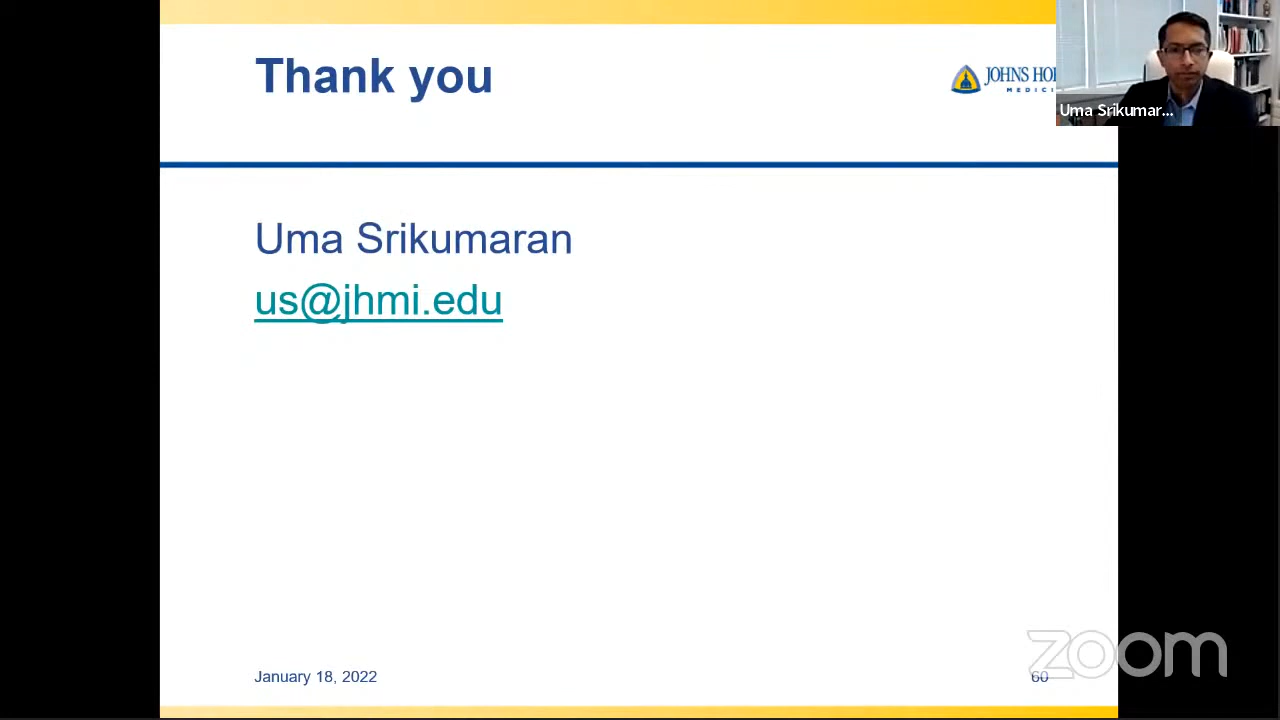 Thank you
JOHNS HO
MEDICI
Uma Srikumar...
Uma Srikumaran
us@jhmi.edu
January 18, 2022
60
zoom